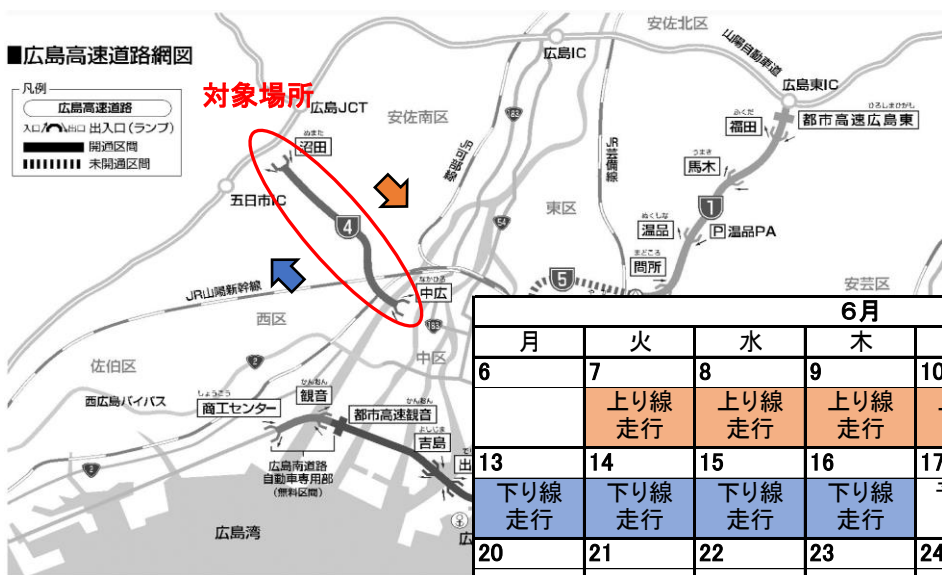 ■広島高速道路網図
凡例
広島高速道路
入口 出口 出入口(ランプ)
開通区間
未開通区間
対象場所
広島JCT
ぬまた
沼田
五日市IC
安佐南区
広島IC
安佐北区
山陽自動車道
広島東IC
ひろしまひがし
都市高速広島東
ふくだ
福田
うまき
馬木
JR可部線
JR芸備線
183
54
東区
4
1
ぬくしな
温品
P 温品PA
まどころ
間所
5
安芸区
JR山陽新幹線
なかひろ
中広
183
西区
中区
佐伯区
2
西広島バイパス
しょうこう
商工センター
かんおん
観音
かんおん
都市高速観音
よしじま
吉島
2
広島南道路
自動車専用部
(無料区間)
広島湾
6月
月 火 水 木
6 7 8 9 10
上り線 上り線 上り線
走行 走行 走行
13 14 15 16 17
下り線 下り線 下り線 下り線
走行 走行 走行 走行
20 21 22 23 24